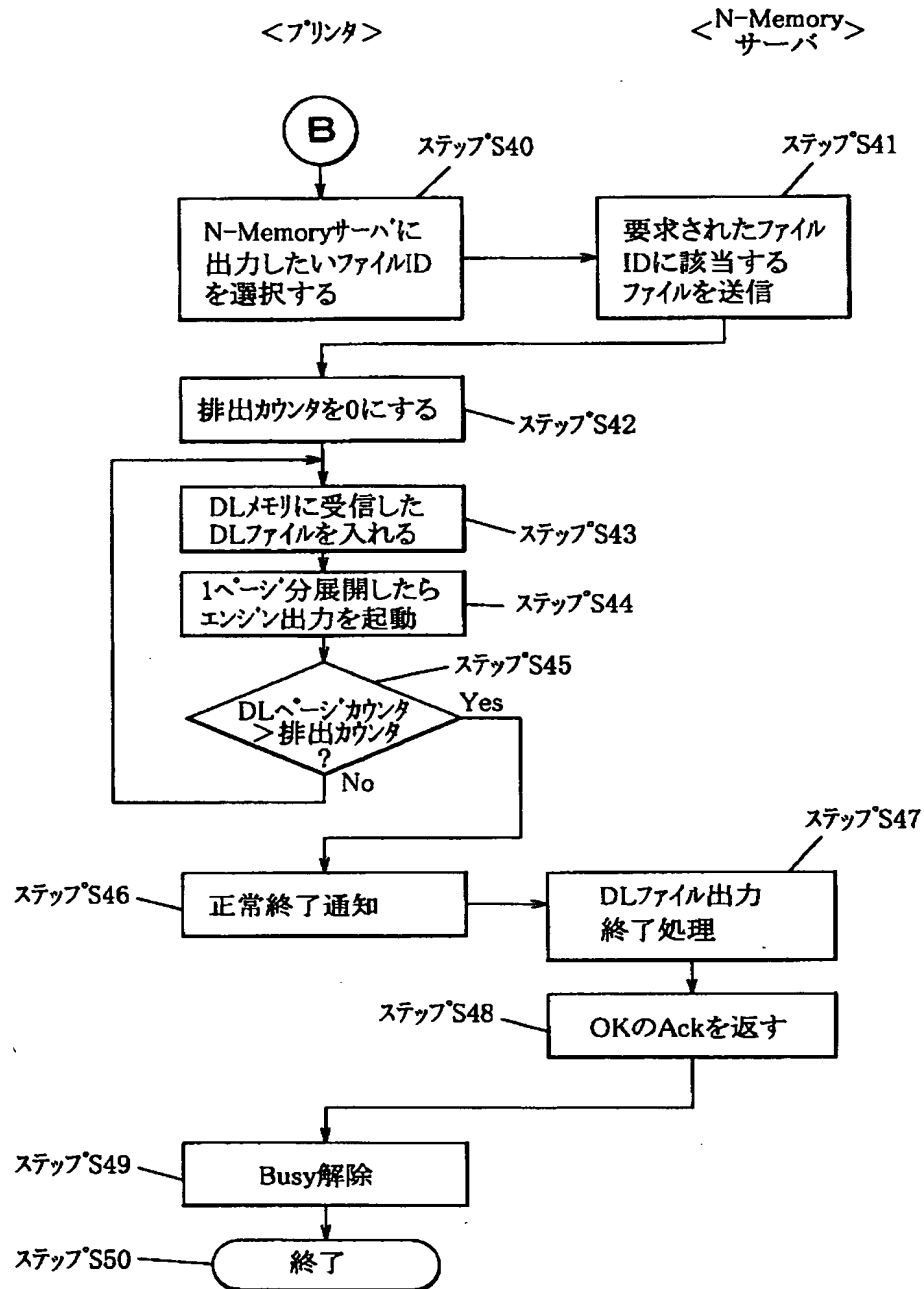 <プリンタ>
<N-Memory
サーバ>
B
ステップS40
ステップS41
N-Memoryサーバに
出力したいファイルID
を選択する
要求されたファイル
IDに該当する
ファイルを送信
排出カウンタを0にする
ステップS42
DLメモリに受信した
DLファイルを入れる
ステップS43
1ページ分展開したら
エンジン出力を起動
ステップS44
ステップS45
DLページカウンタ
>排出カウンタ
?
Yes
No
ステップS46
正常終了通知
ステップS47
DLファイル出力
終了処理
ステップS48
OKのAckを返す
ステップS49
Busy解除
ステップS50
終了